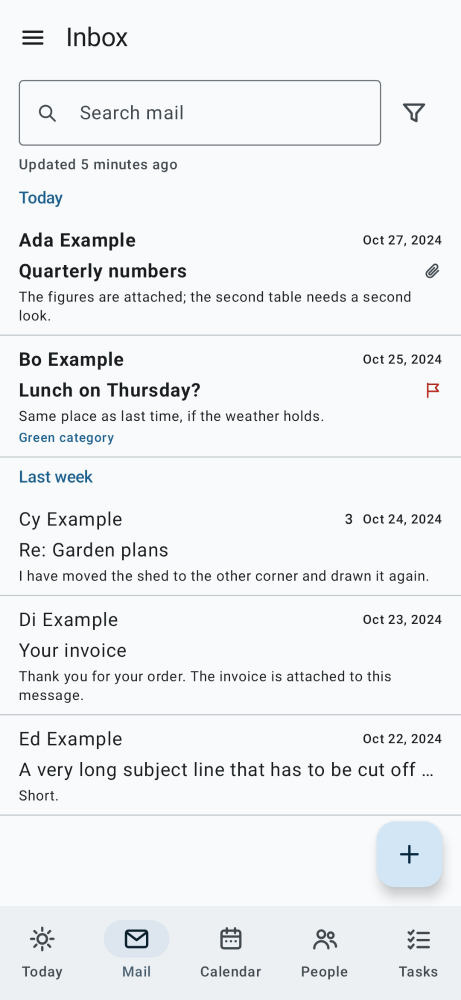 Inbox
Search mail
Updated 5 minutes ago
Today
Ada Example
Oct 27, 2024
Quarterly numbers
The figures are attached; the second table needs a second
look.
Bo Example
Oct 25, 2024
Lunch on Thursday?
Same place as last time, if the weather holds.
Green category
Last week
Cy Example
3 Oct 24, 2024
Re: Garden plans
I have moved the shed to the other corner and drawn it again.
Di Example
Oct 23, 2024
Your invoice
Thank you for your order. The invoice is attached to this
message.
Ed Example
Oct 22, 2024
A very long subject line that has to be cut off …
Short.
Today
Mail
Calendar
People
Tasks